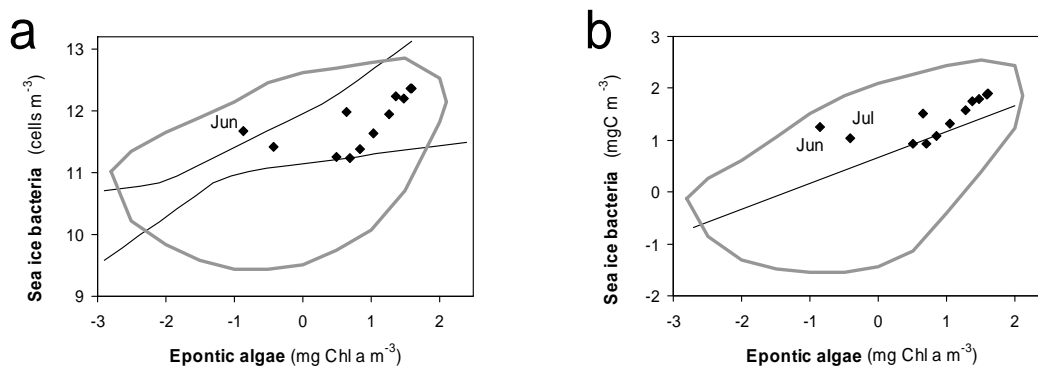 a
13
12
11
10
9
Sea ice bacteria (cells m-3)
Jun
-3 -2 -1 0 1 2
Epontic algae (mg Chl a m-3)
b
3
2
1
0
-1
-2
Sea ice bacteria (mgC m-3)
Jul
Jun
-3 -2 -1 0 1 2
Epontic algae (mg Chl a m-3)